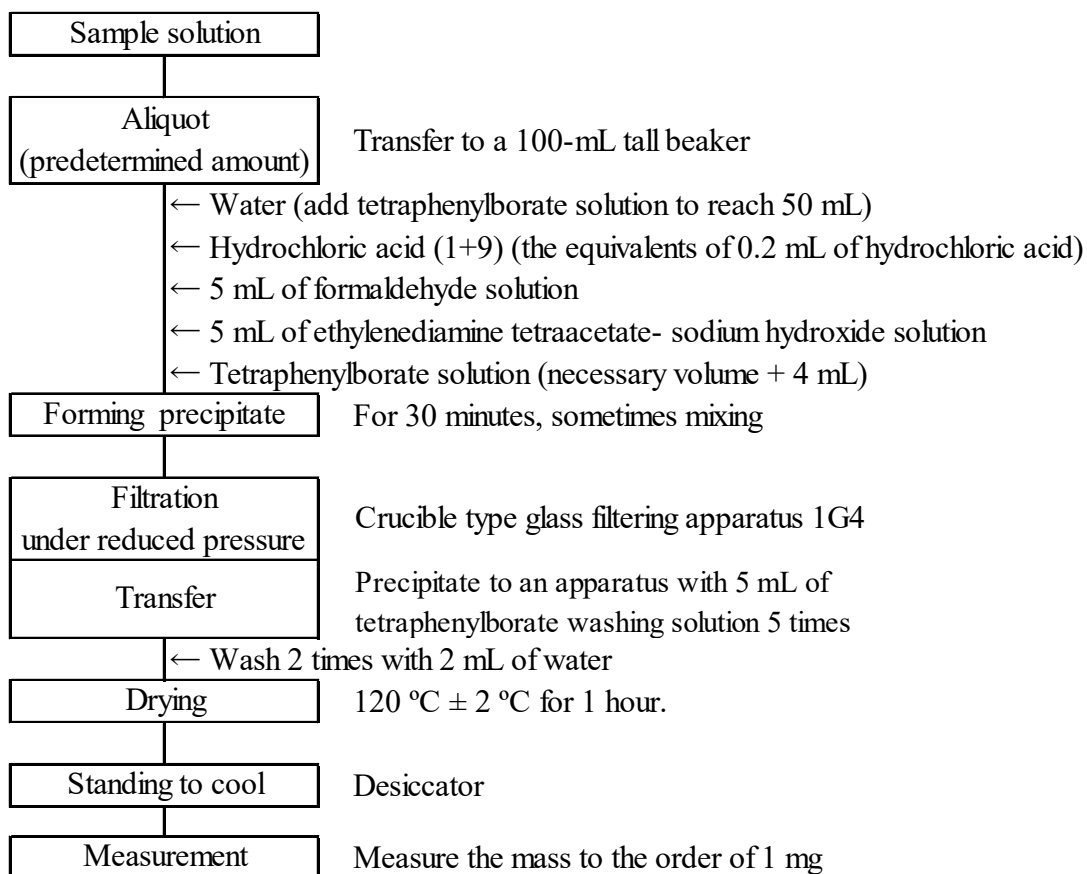 Sample solution
Aliquot
(predetermined amount)
Transfer to a 100-mL tall beaker
← Water (add tetraphenylborate solution to reach 50 mL)
← Hydrochloric acid (1+9) (the equivalents of 0.2 mL of hydrochloric acid)
← 5 mL of formaldehyde solution
← 5 mL of ethylenediamine tetraacetate- sodium hydroxide solution
← Tetraphenylborate solution (necessary volume + 4 mL)
Forming precipitate
For 30 minutes, sometimes mixing
Filtration
under reduced pressure
Crucible type glass filtering apparatus 1G4
Transfer
Precipitate to an apparatus with 5 mL of
tetraphenylborate washing solution 5 times
← Wash 2 times with 2 mL of water
Drying
120 ºC ± 2 ºC for 1 hour.
Standing to cool
Desiccator
Measurement
Measure the mass to the order of 1 mg